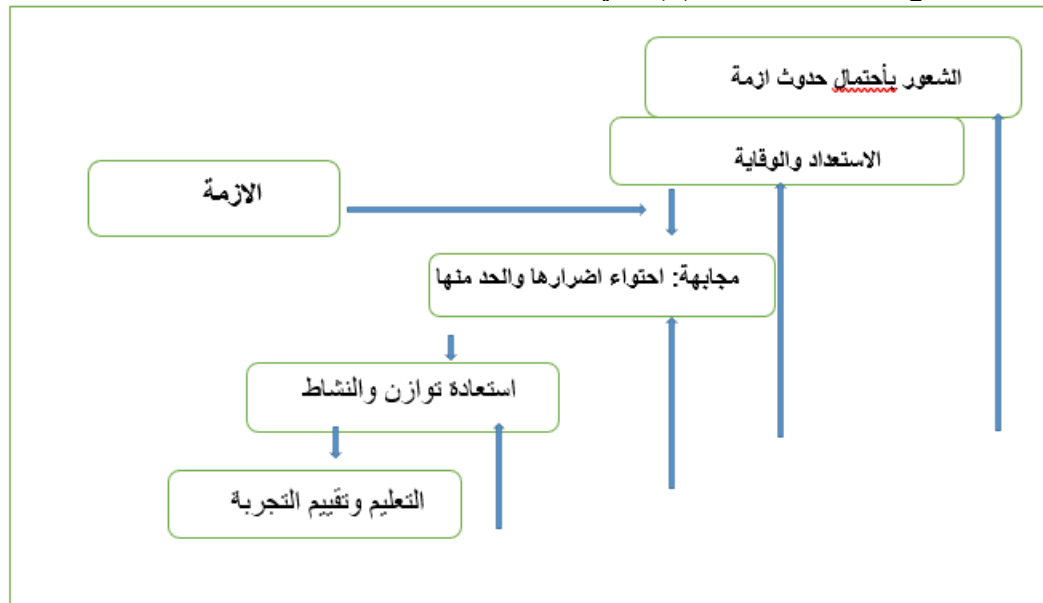 الشعور بأحتمال حدوث ازمة
الاستعداد والوقاية
الازمة
مجابهة: احتواء اضرارها والحد منها
استعادة توازن والنشاط
التعليم وتقييم التجربة